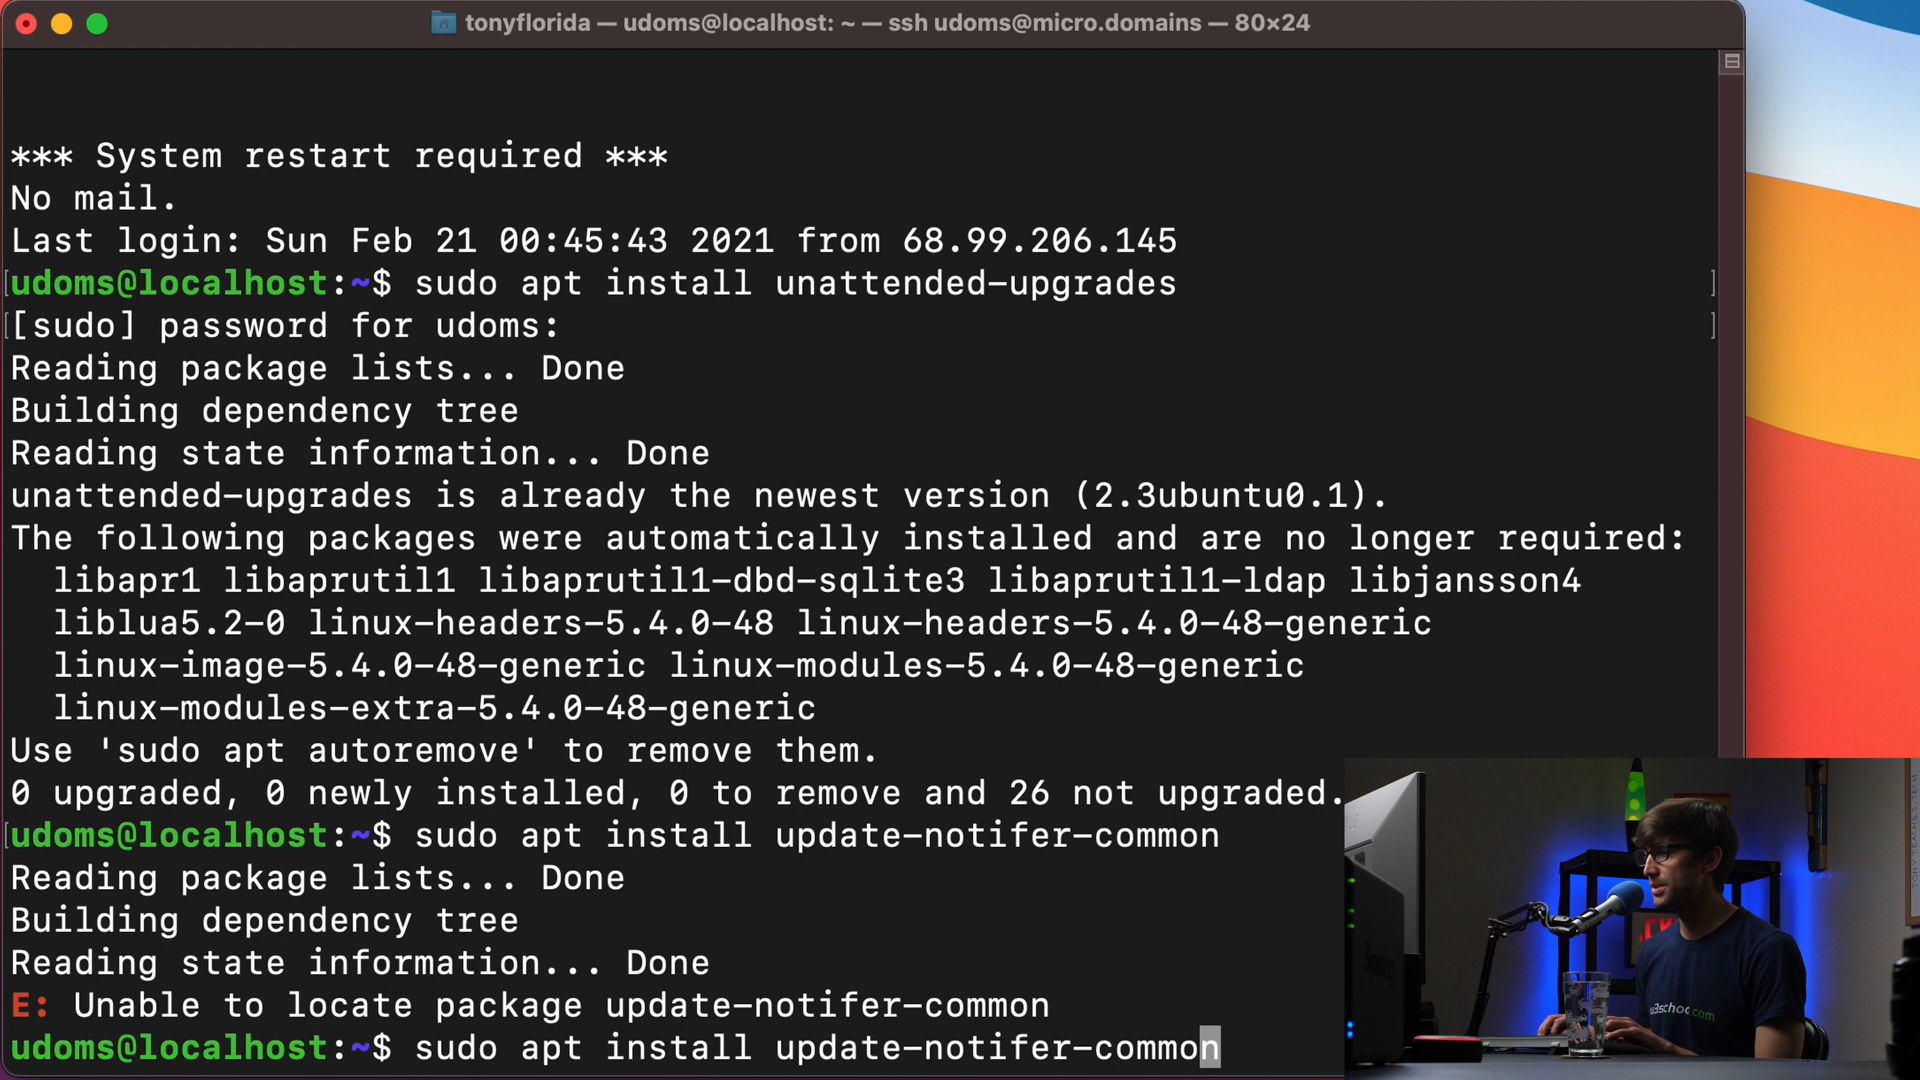 tonyflorida — udoms@localhost: ~ — ssh udoms@micro.domains — 80×24
*** System restart required ***
No mail.
Last login: Sun Feb 21 00:45:43 2021 from 68.99.206.145
[udoms@localhost:~$ sudo apt install unattended-upgrades ]
[[sudo] password for udoms: ]
Reading package lists... Done
Building dependency tree
Reading state information... Done
unattended-upgrades is already the newest version (2.3ubuntu0.1).
The following packages were automatically installed and are no longer required:
libapr1 libaprutil1 libaprutil1-dbd-sqlite3 libaprutil1-ldap libjansson4
liblua5.2-0 linux-headers-5.4.0-48 linux-headers-5.4.0-48-generic
linux-image-5.4.0-48-generic linux-modules-5.4.0-48-generic
linux-modules-extra-5.4.0-48-generic
Use 'sudo apt autoremove' to remove them.
0 upgraded, 0 newly installed, 0 to remove and 26 not upgraded.
[udoms@localhost:~$ sudo apt install update-notifer-common
Reading package lists... Done
Building dependency tree
Reading state information... Done
E: Unable to locate package update-notifer-common
udoms@localhost:~$ sudo apt install update-notifer-common